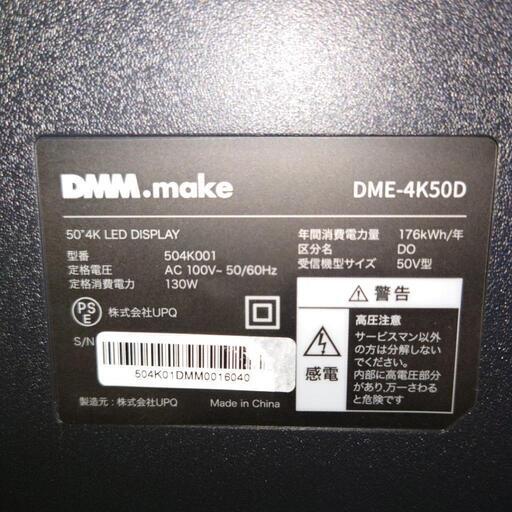 DMM.make
DME-4K50D
50"4K LED DISPLAY
型番 504K001
定格電圧 AC 100V~ 50/60Hz
定格消費電力 130W
年間消費電力量 176kWh/年
区分名 DO
受信機型サイズ 50V型
PS
E
株式会社UPQ
S/N
504K01DMM0016040
製造元：株式会社UPQ
Made in China
警告
感電
高圧注意
サービスマン以外
の方は分解しない
でください。
内部に高電圧部分
があり、万一さわる
と危険です